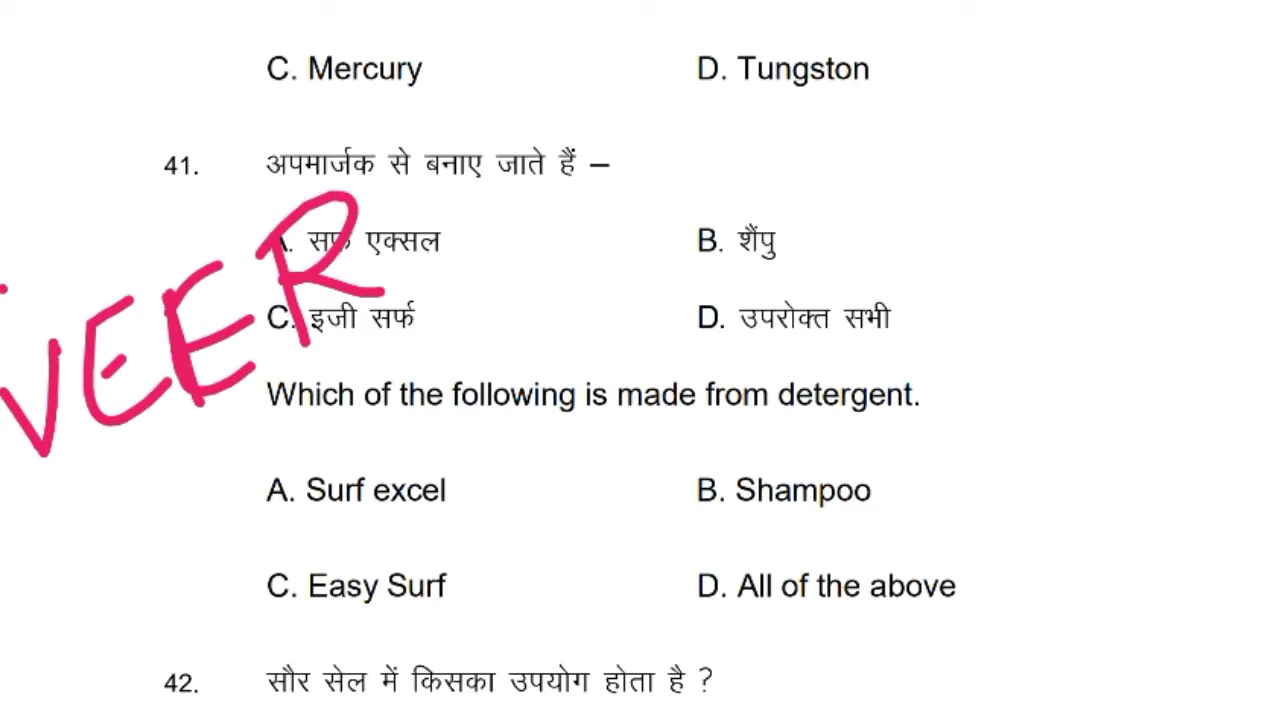 C. Mercury D. Tungston
41. अपमार्जक से बनाए जाते हैं –
A. सर्फ एक्सल B. शैंपु
C. इजी सर्फ D. उपरोक्त सभी
VEER
Which of the following is made from detergent.
A. Surf excel B. Shampoo
C. Easy Surf D. All of the above
42. सौर सेल में किसका उपयोग होता है ?